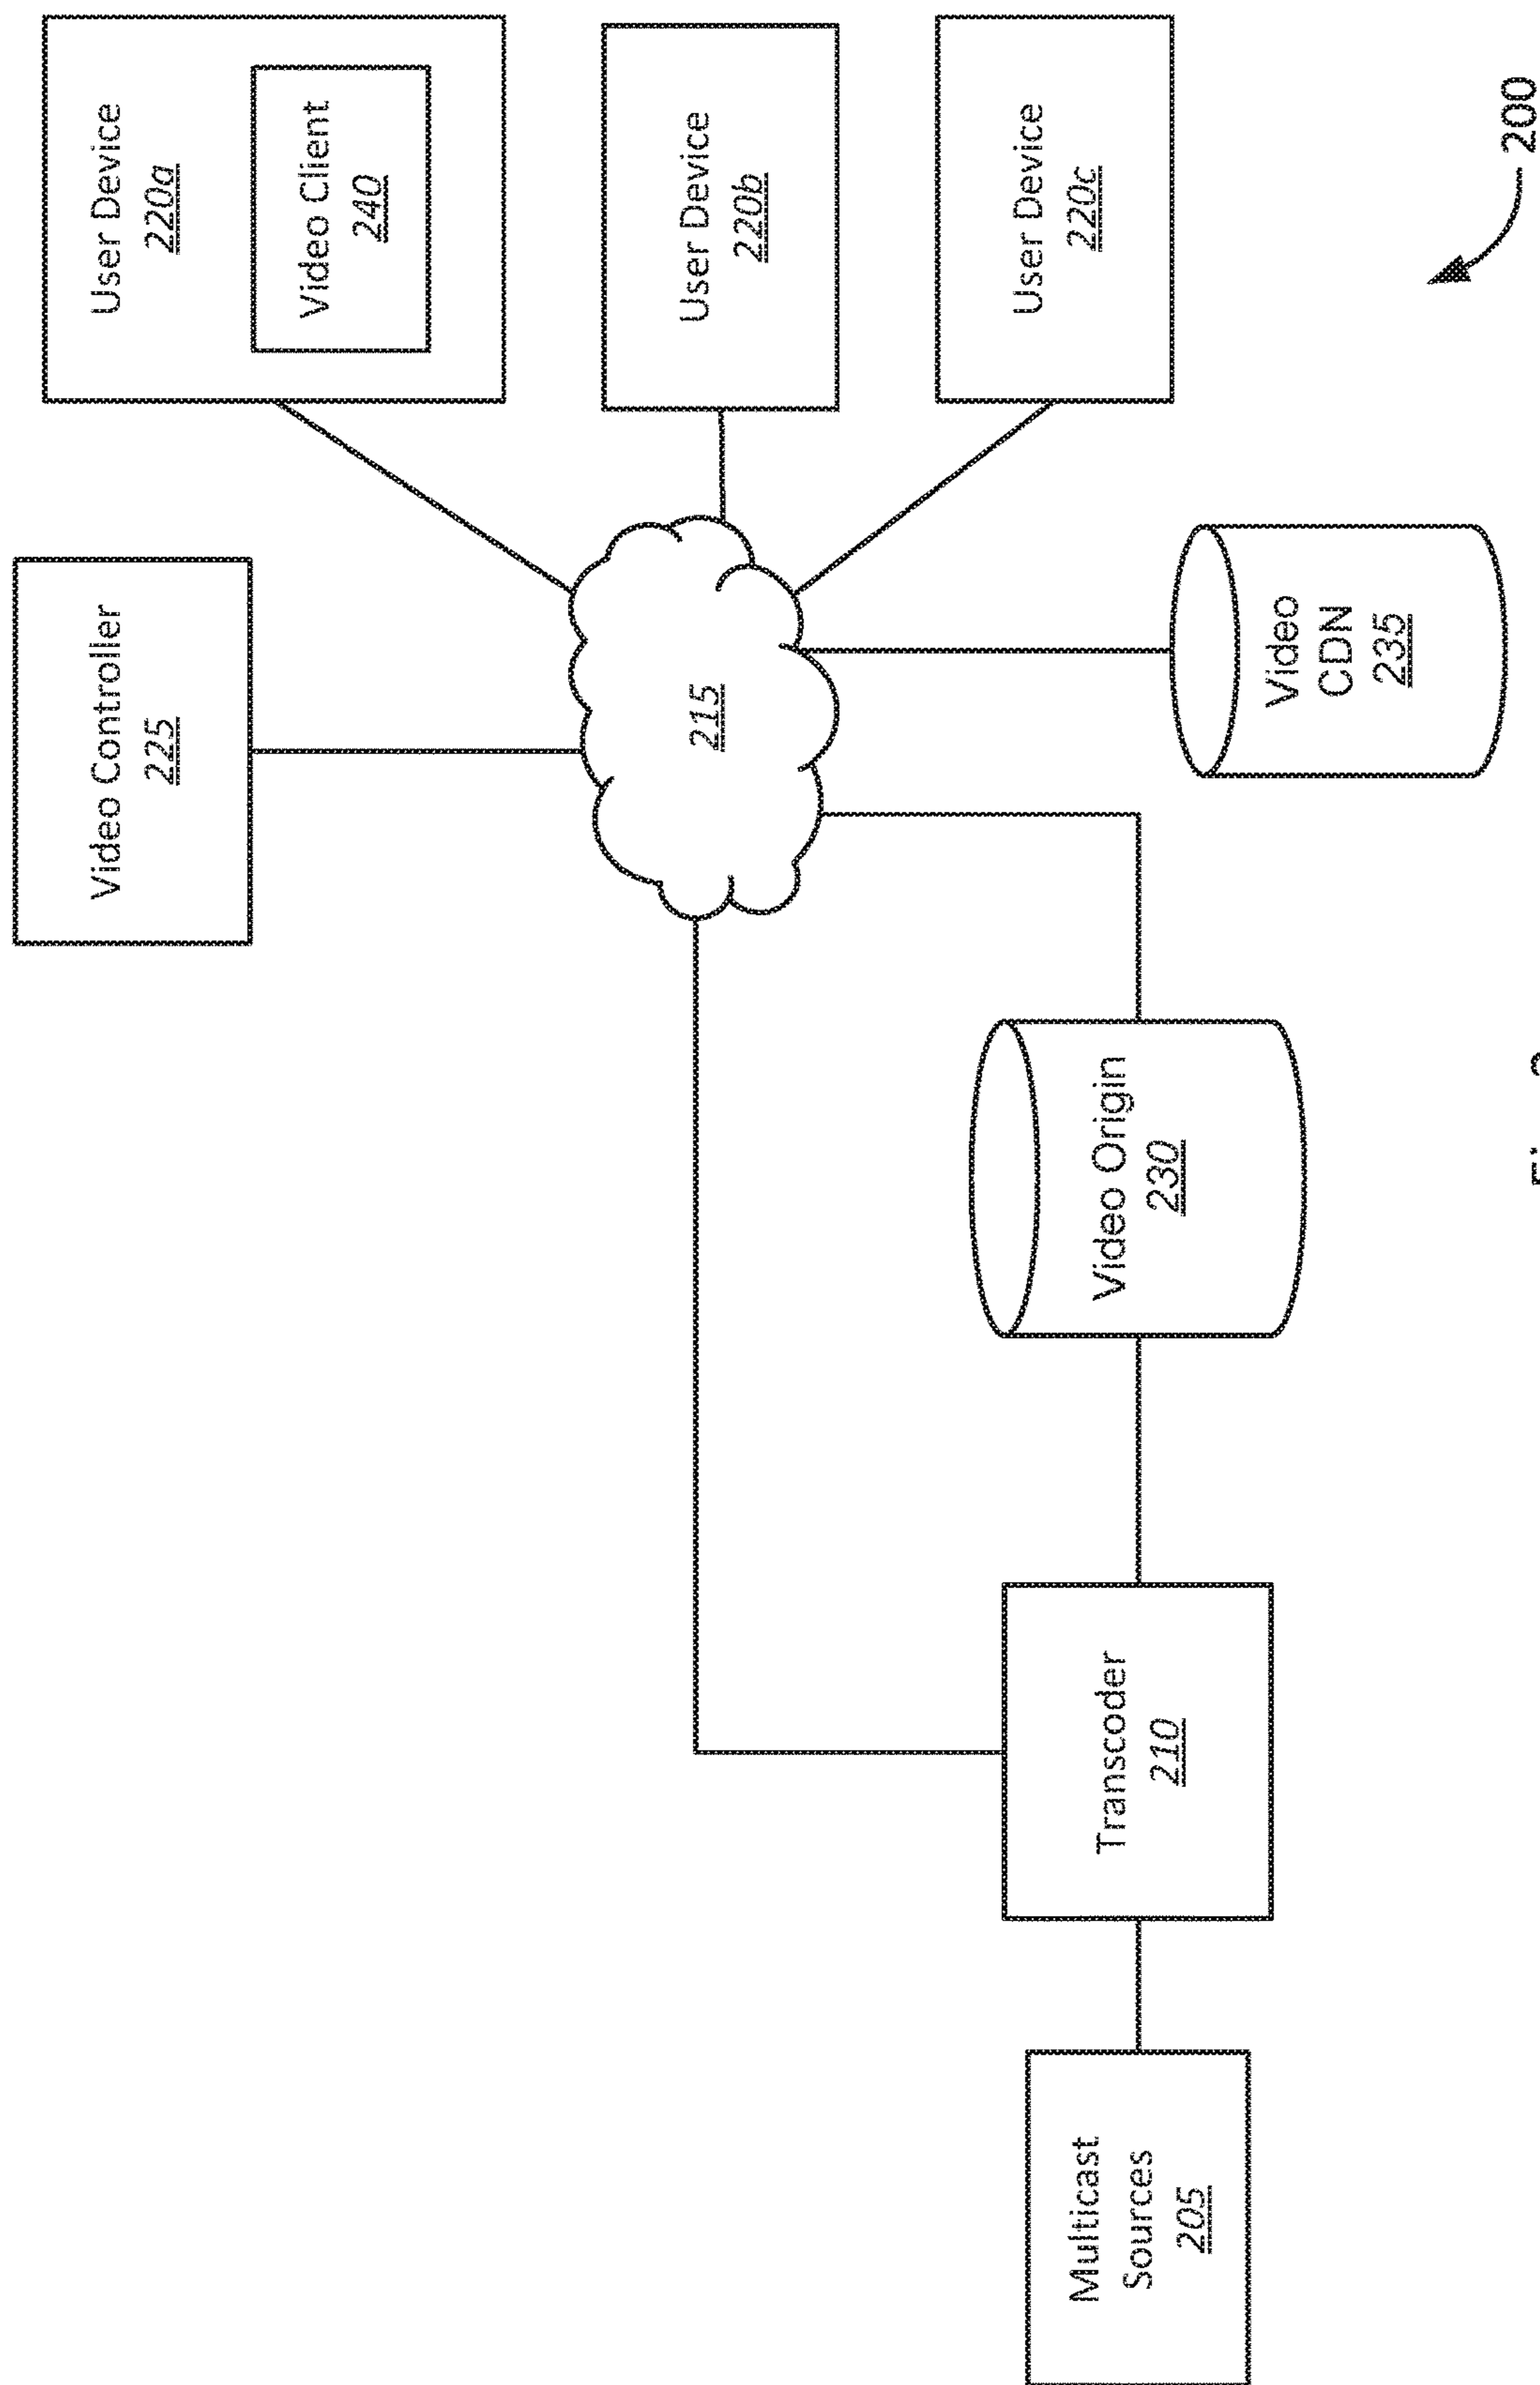 Video Controller
225
User Device
220a
Video Client
240
User Device
220b
User Device
220c
215
Multicast
Sources
205
Transcoder
210
Video Origin
230
Video
CDN
235
200